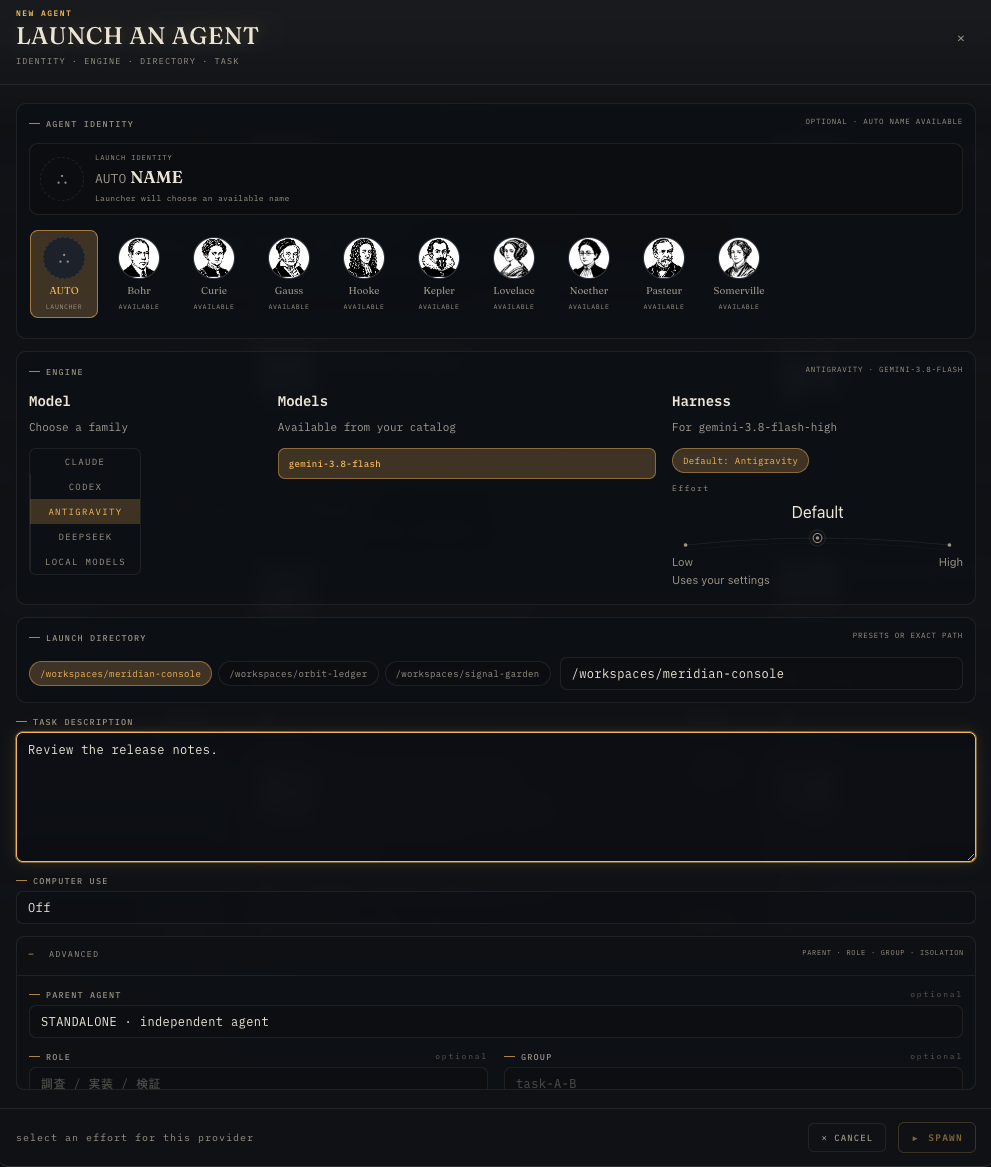 NEW AGENT
LAUNCH AN AGENT
×
IDENTITY · ENGINE · DIRECTORY · TASK
— AGENT IDENTITY
OPTIONAL · AUTO NAME AVAILABLE
LAUNCH IDENTITY
AUTO NAME
Launcher will choose an available name
AUTO
LAUNCHER
Bohr
AVAILABLE
Curie
AVAILABLE
Gauss
AVAILABLE
Hooke
AVAILABLE
Kepler
AVAILABLE
Lovelace
AVAILABLE
Noether
AVAILABLE
Pasteur
AVAILABLE
Somerville
AVAILABLE
— ENGINE
ANTIGRAVITY · GEMINI-3.8-FLASH
Model
Choose a family
CLAUDE
CODEX
ANTIGRAVITY
DEEPSEEK
LOCAL MODELS
Models
Available from your catalog
gemini-3.8-flash
Harness
For gemini-3.8-flash-high
Default: Antigravity
Effort
Default
Low
High
Uses your settings
— LAUNCH DIRECTORY
PRESETS OR EXACT PATH
/workspaces/meridian-console
/workspaces/orbit-ledger
/workspaces/signal-garden
/workspaces/meridian-console
— TASK DESCRIPTION
Review the release notes.
— COMPUTER USE
Off
− ADVANCED
PARENT · ROLE · GROUP · ISOLATION
— PARENT AGENT
optional
STANDALONE · independent agent
— ROLE
optional
調査 / 実装 / 検証
— GROUP
optional
task-A-B
select an effort for this provider
× CANCEL
▶ SPAWN